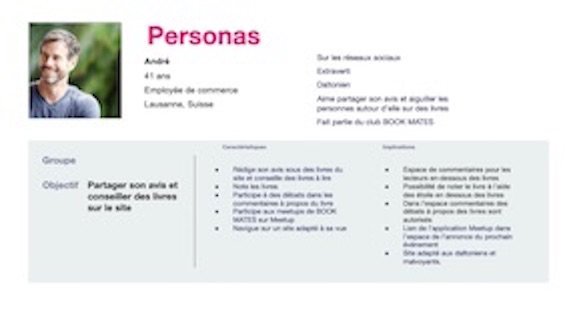 Personas
André
41 ans
Employée de commerce
Lausanne, Suisse
Sur les réseaux sociaux
Extraverti
Daltonien
Aime partager son avis et aiguiller les
personnes autour d'elle sur des livres
Fait partie du club BOOK MATES
Groupe
Objectif Partager son avis et
conseiller des livres
sur le site
Caractéristiques
• Rédige son avis sous des livres du
site et conseille des livres à lire
• Note les livres
• Participe à des débats dans les
commentaires à propos du livre
• Participe aux meetups de BOOK
MATES sur Meetup
• Navigue sur un site adapté à sa vue
Implications
• Espace de commentaires pour les
lecteurs en dessous des livres
• Possibilité de noter le livre à l'aide
des étoile en dessous des livres
• Dans l'espace commentaires des
débats à propos des livres sont
autorisés
• Lien de l'application Meetup dans
l'espace de l'annonce du prochain
événement
• Site adapté aux daltoniens et
malvoyants.